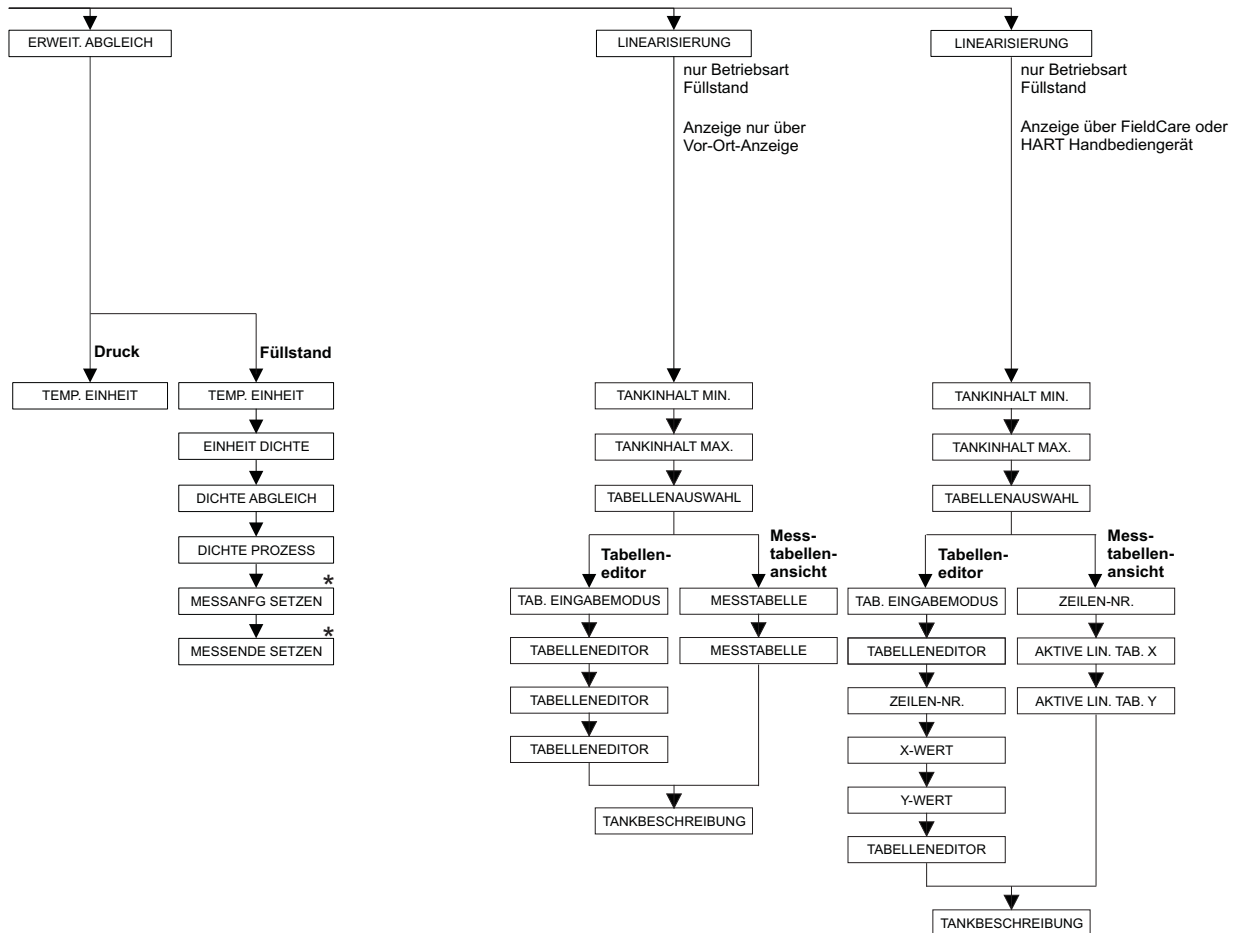 ERWEIT. ABGLEICH
LINEARISIERUNG
LINEARISIERUNG
nur Betriebsart
Füllstand
Anzeige nur über
Vor-Ort-Anzeige
nur Betriebsart
Füllstand
Anzeige über FieldCare oder
HART Handbediengerät
Druck
Füllstand
TEMP. EINHEIT
TEMP. EINHEIT
EINHEIT DICHTE
DICHTE ABGLEICH
DICHTE PROZESS
*
MESSANFG SETZEN
*
MESSENDE SETZEN
TANKINHALT MIN.
TANKINHALT MAX.
TABELLENAUSWAHL
Tabellen-
editor
Mess-
tabellen-
ansicht
TAB. EINGABEMODUS
TABELLENEDITOR
TABELLENEDITOR
TABELLENEDITOR
MESSTABELLE
MESSTABELLE
TANKBESCHREIBUNG
TANKINHALT MIN.
TANKINHALT MAX.
TABELLENAUSWAHL
Tabellen-
editor
Mess-
tabellen-
ansicht
TAB. EINGABEMODUS
TABELLENEDITOR
ZEILEN-NR.
X-WERT
Y-WERT
TABELLENEDITOR
ZEILEN-NR.
AKTIVE LIN. TAB. X
AKTIVE LIN. TAB. Y
TANKBESCHREIBUNG